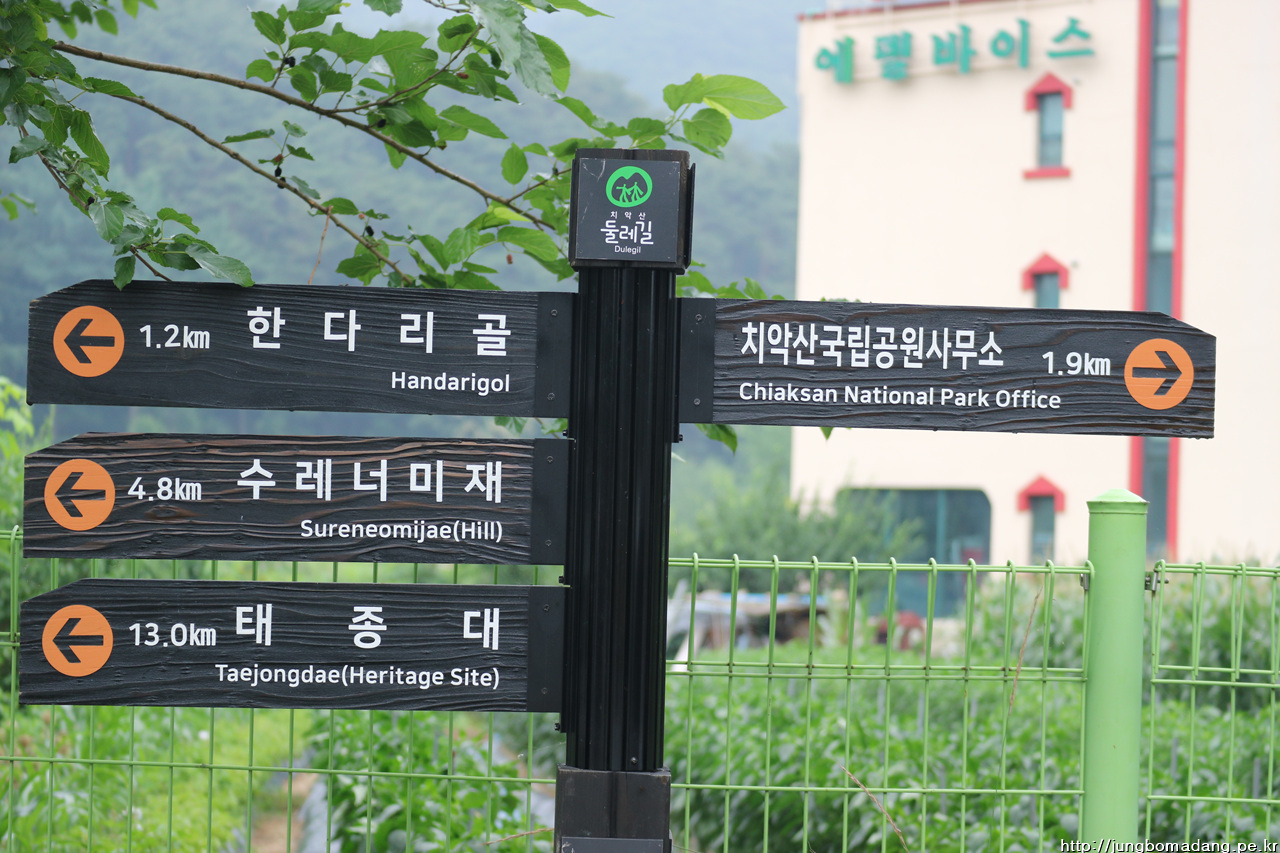 에델바이스
치악산
둘레길
Dulegil
1.2km 한다리골
Handarigol
치악산국립공원사무소 1.9km
Chiaksan National Park Office
4.8km 수레너미재
Sureneomijae(Hill)
13.0km 태종대
Taejongdae(Heritage Site)
http://jungbomadang.pe.kr